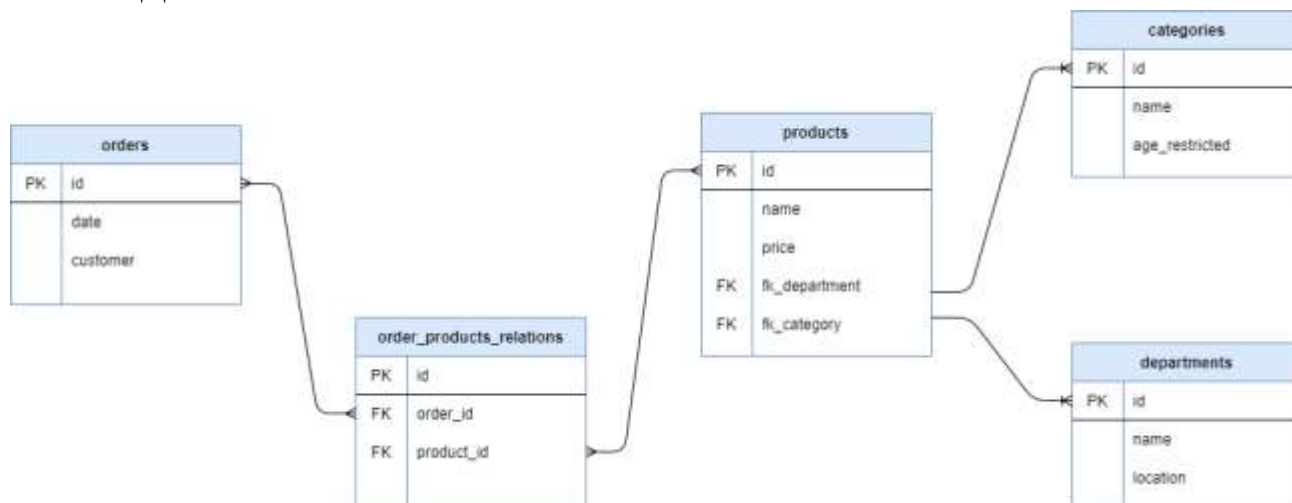 orders
PK id
date
customer
order_products_relations
PK id
FK order_id
FK product_id
products
PK id
name
price
FK fk_department
FK fk_category
categories
PK id
name
age_restricted
departments
PK id
name
location